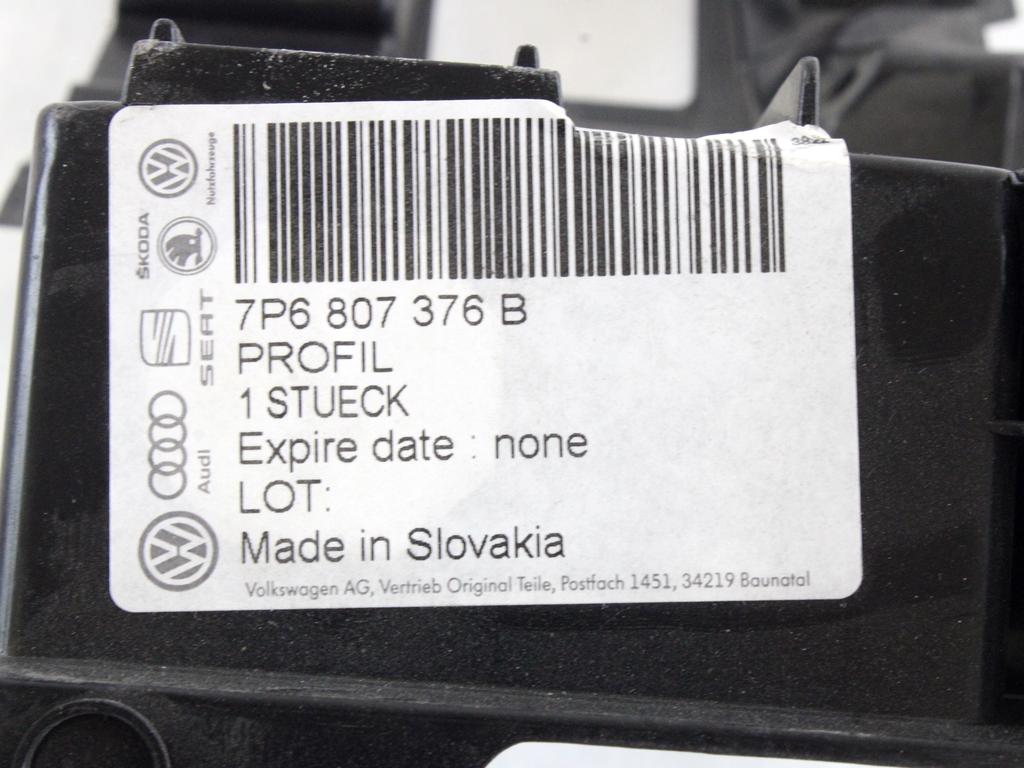 Nutzfahrzeuge
ŠKODA
SEAT
Audi
7P6 807 376 B
PROFIL
1 STUECK
Expire date : none
LOT:
Made in Slovakia
Volkswagen AG, Vertrieb Original Teile, Postfach 1451, 34219 Baunatal